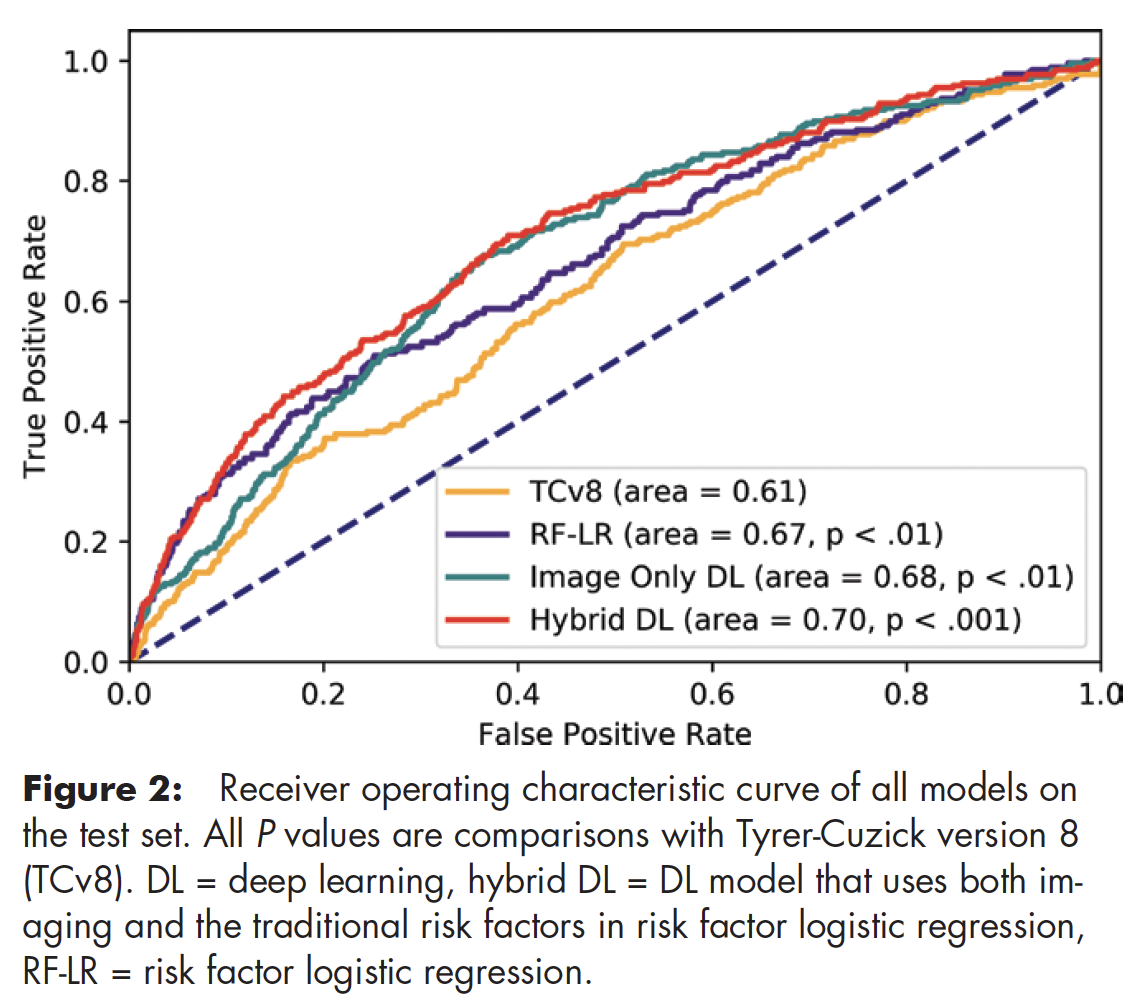 1.0
0.8
0.6
0.4
0.2
0.0
True Positive Rate
TCv8 (area = 0.61)
RF-LR (area = 0.67, p < .01)
Image Only DL (area = 0.68, p < .01)
Hybrid DL (area = 0.70, p < .001)
0.0 0.2 0.4 0.6 0.8 1.0
False Positive Rate
Figure 2: Receiver operating characteristic curve of all models on
the test set. All P values are comparisons with Tyrer-Cuzick version 8
(TCv8). DL = deep learning, hybrid DL = DL model that uses both im-
aging and the traditional risk factors in risk factor logistic regression,
RF-LR = risk factor logistic regression.